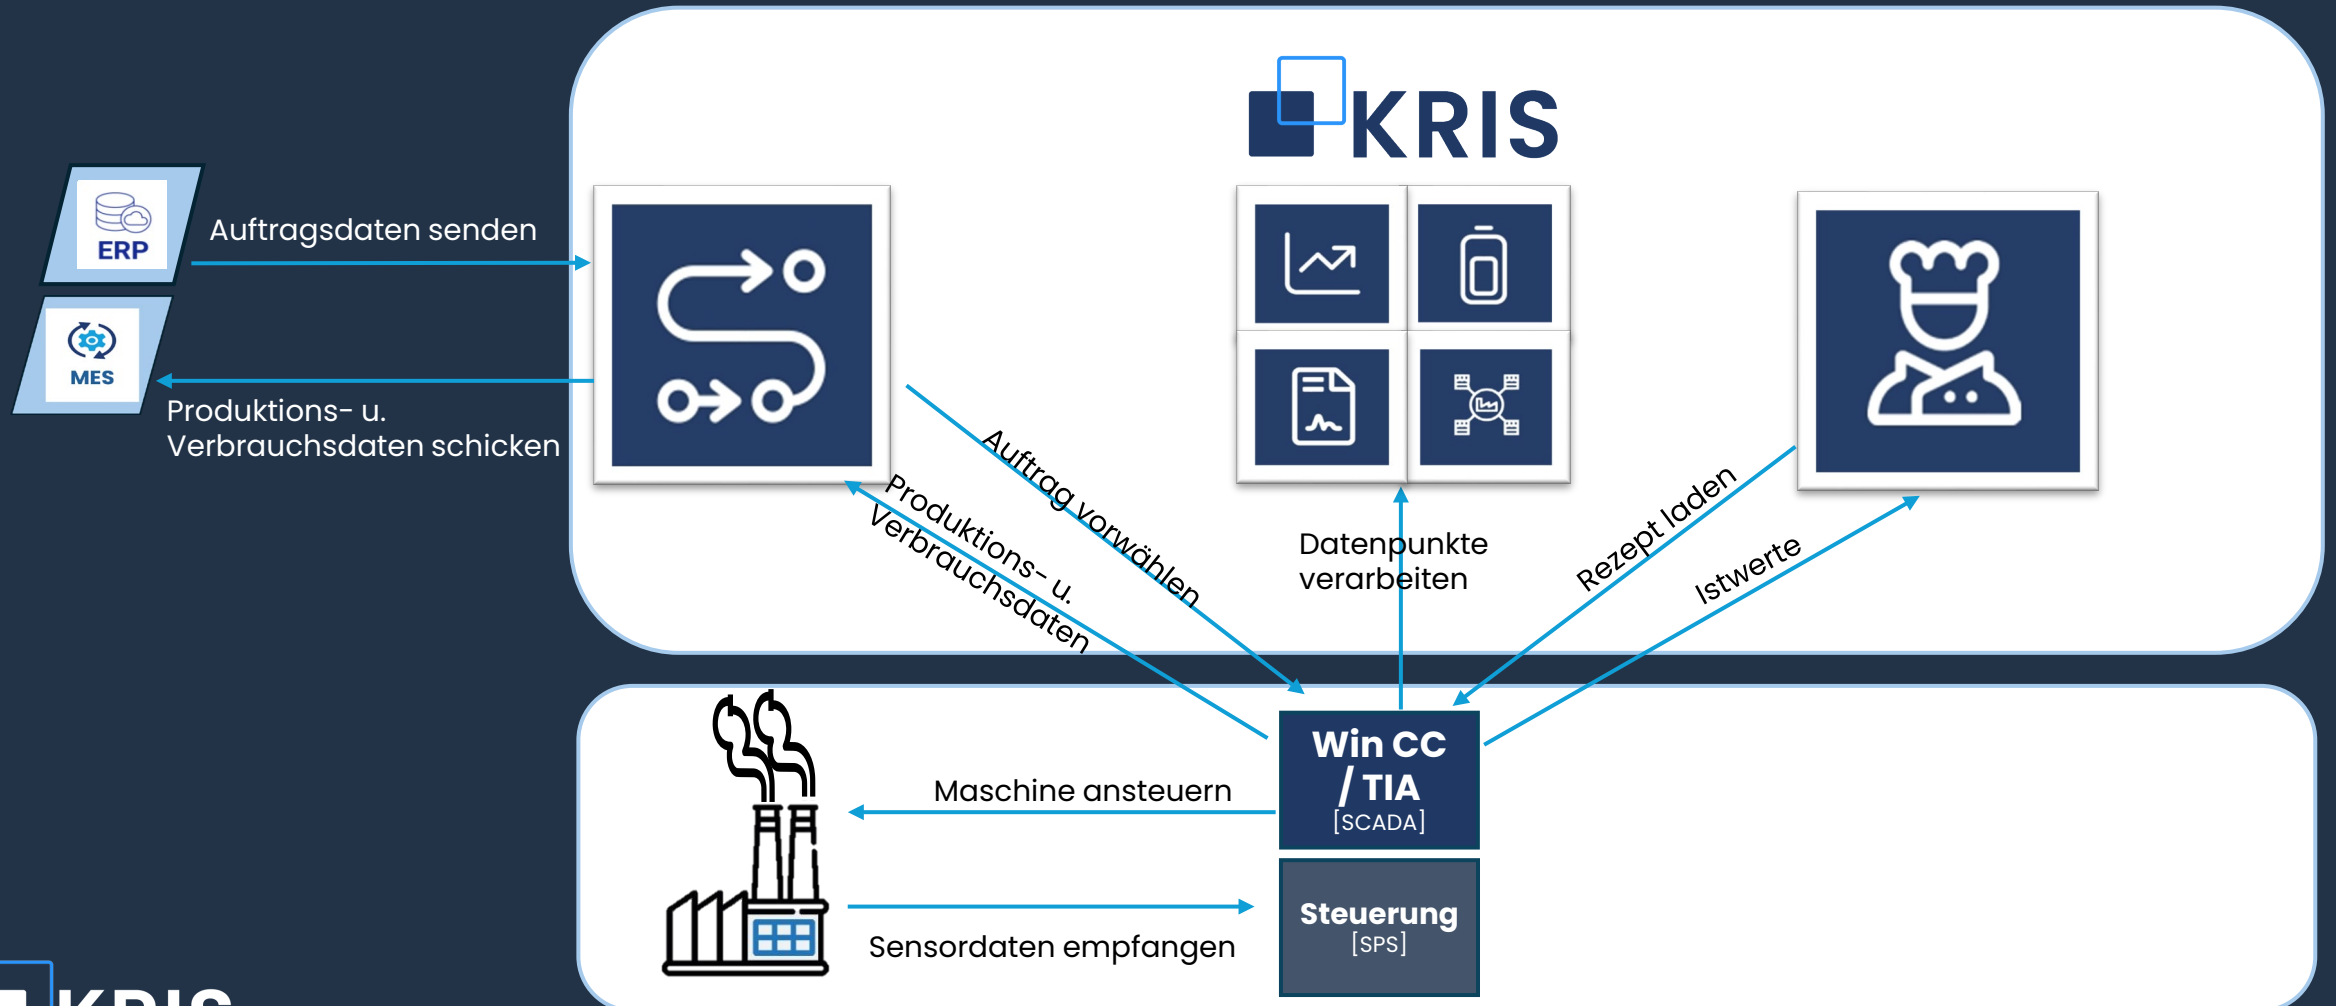 KRIS
ERP
Auftragsdaten senden
MES
Produktions- u.
Verbrauchsdaten schicken
Auftrag vorwählen
Produktions- u.
Verbrauchsdaten
Datenpunkte
verarbeiten
Rezept laden
Istwerte
Win CC
/ TIA
[SCADA]
Maschine ansteuern
Steuerung
[SPS]
Sensordaten empfangen
KRIS